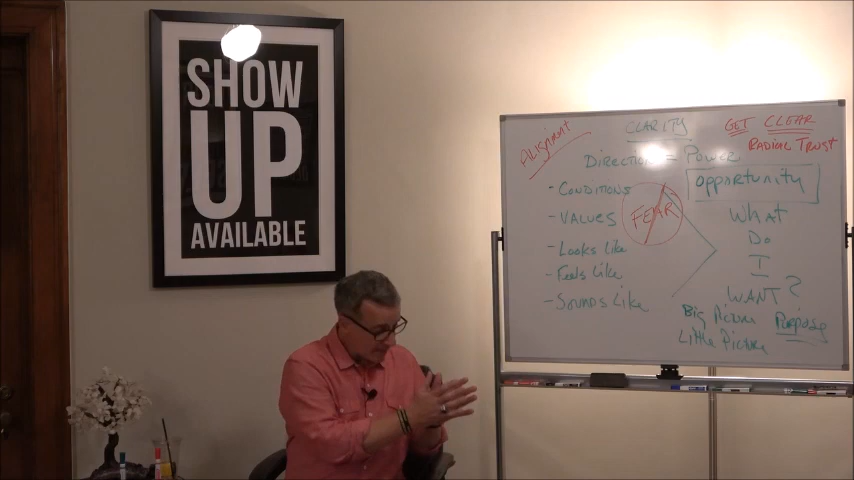 SHOW
UP
AVAILABLE
Alignment
CLARITY
GET CLEAR
RADICAL TRUST
DIRECTION = POWER
- CONDITIONS
- VALUES
- Looks Like
- Feels Like
- SOUNDS LIKE
FEAR
OPPORTUNITY
WHAT
DO
I
WANT?
BIG PICTURE PURPOSE
LITTLE PICTURE